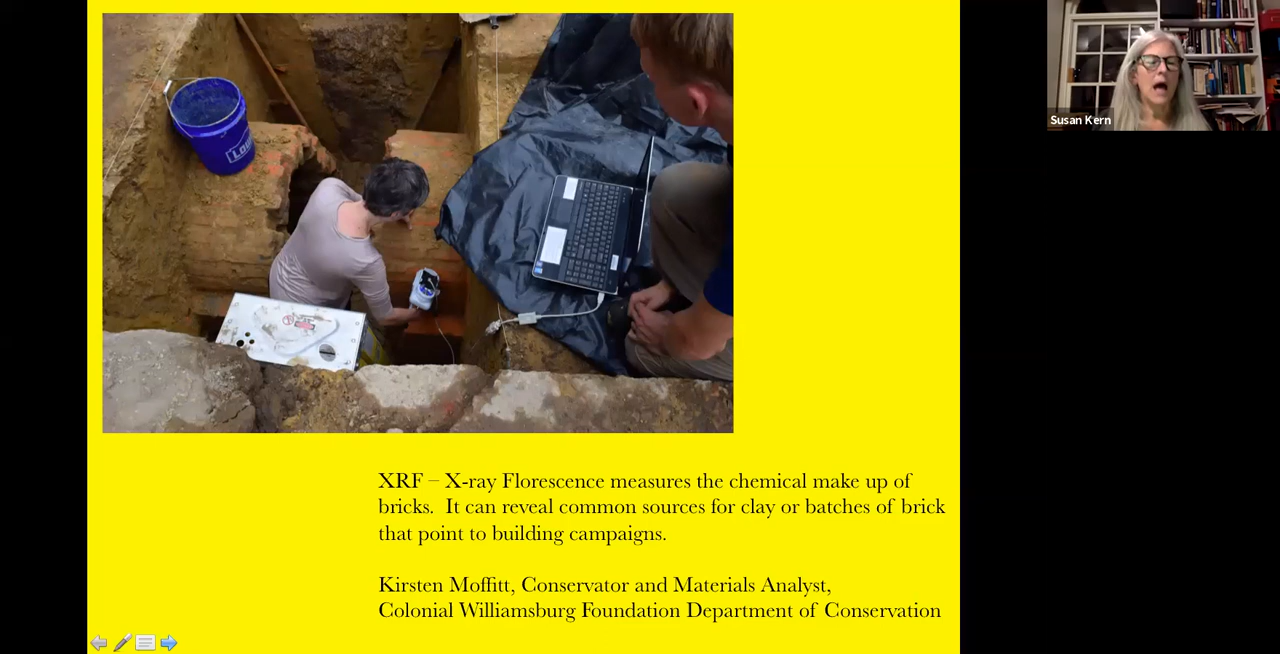 Susan Kern
XRF – X-ray Florescence measures the chemical make up of
bricks. It can reveal common sources for clay or batches of brick
that point to building campaigns.
Kirsten Moffitt, Conservator and Materials Analyst,
Colonial Williamsburg Foundation Department of Conservation